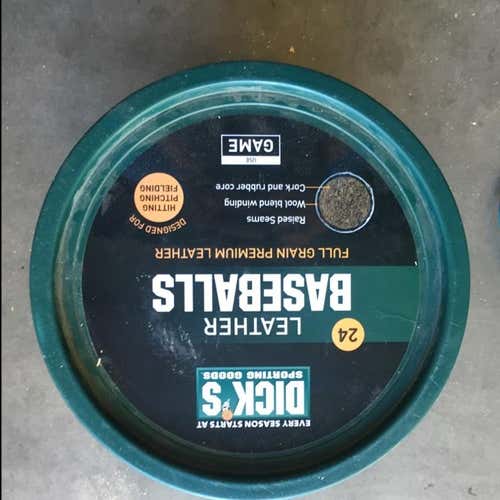 EVERY SEASON STARTS AT
DICK'S
SPORTING GOODS
24
LEATHER
BASEBALLS
FULL GRAIN PREMIUM LEATHER
Raised Seams
Wool blend winding
Cork and rubber core
DESIGNED FOR
HITTING
PITCHING
FIELDING
USE
GAME